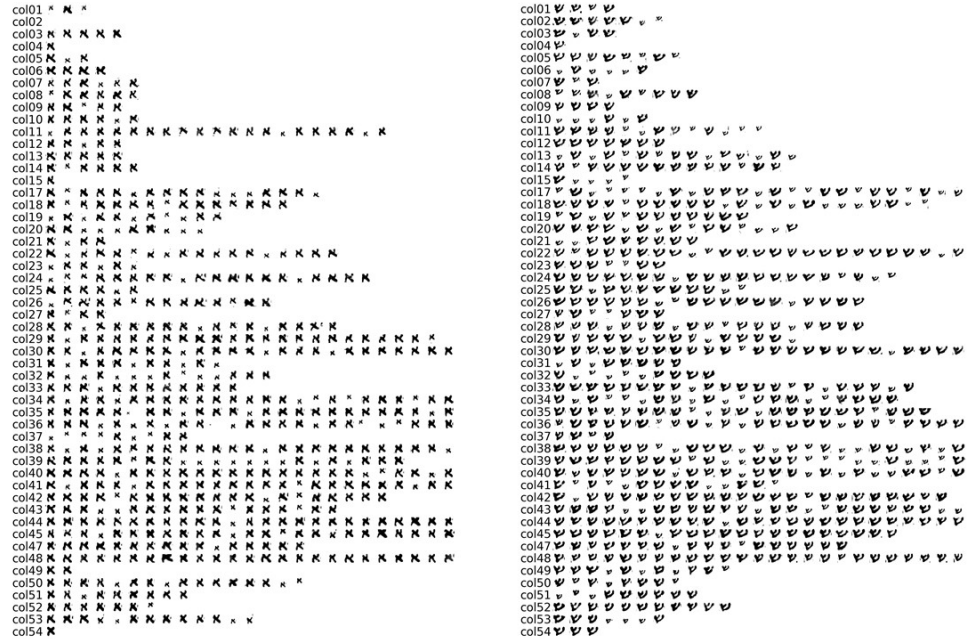 col01 א א א col01 ש ש ש ש
col02 col02 ש ש ש ש ש ש ש
col03 א א א א א col03 ש ש ש ש
col04 א col04 ש
col05 א א א col05 ש ש ש ש ש ש ש ש
col06 א א א א col06 ש ש ש ש ש ש
col07 א א א א א א col07 ש ש ש
col08 א א א א א א col08 ש ש ש ש ש ש ש ש ש
col09 א א א א א col09 ש ש ש ש
col10 א א א א א א col10 ש ש ש ש ש ש
col11 א א א א א א א א א א א א א א א א א א א א א col11 ש ש ש ש ש ש ש ש ש ש ש ש ש
col12 א א א א א col12 ש ש ש ש ש ש ש
col13 א א א א א col13 ש ש ש ש ש ש ש ש ש ש ש ש ש ש ש
col14 א א א א א א col14 ש ש ש ש ש ש ש ש ש ש ש ש ש ש
col15 א col15 ש ש ש ש ש
col17 א א א א א א א א א א א א א א א א א col17 ש ש ש ש ש ש ש ש ש ש ש ש ש ש ש ש ש ש ש ש ש ש ש ש ש
col18 א א א א א א א א א א א א א א א col18 ש ש ש ש ש ש ש ש ש ש ש ש ש ש ש ש ש ש ש ש ש ש ש
col19 א א א א א א א א א א א col19 ש ש ש ש ש ש ש ש ש ש ש ש
col20 א א א א א א א א א א col20 ש ש ש ש ש ש ש ש ש ש ש ש ש ש ש
col21 א א א א col21 ש ש ש ש ש ש ש ש ש
col22 א א א א א א א א א א א א א א א א א א col22 ש ש ש ש ש ש ש ש ש ש ש ש ש ש ש ש ש ש ש ש ש ש ש ש ש
col23 א א א א א א col23 ש ש ש ש ש ש ש
col24 א א א א א א א א א א א א א א א א א א א א col24 ש ש ש ש ש ש ש ש ש ש ש ש ש ש ש ש ש ש ש ש ש
col25 א א א א א א col25 ש ש ש ש ש ש ש ש ש ש ש ש
col26 א א א א א א א א א א א א א א col26 ש ש ש ש ש ש ש ש ש ש ש ש ש ש ש ש ש ש ש
col27 א א א א col27 ש ש ש ש ש ש ש
col28 א א א א א א א א א א א א א א א א א א col28 ש ש ש ש ש ש ש ש ש ש ש ש ש ש ש ש ש ש ש
col29 א א א א א א א א א א א א א א א א א א א א א א א א col29 ש ש ש ש ש ש ש ש ש ש ש ש ש ש ש
col30 א א א א א א א א א א א א א א א א א א א א א א א א א col30 ש ש ש ש ש ש ש ש ש ש ש ש ש ש ש ש ש ש ש ש ש ש ש ש ש
col31 א א א א א א א א א א א col31 ש ש ש ש ש ש ש ש
col32 א א א א א א א א א א א א א א col32 ש ש ש ש ש ש ש ש ש ש
col33 א א א א א א א א א א א א col33 ש ש ש ש ש ש ש ש ש ש ש ש ש ש ש ש ש ש ש ש ש ש
col34 א א א א א א א א א א א א א א א א א א א א א א א א א col34 ש ש ש ש ש ש ש ש ש ש ש ש ש ש ש ש ש ש ש ש ש
col35 א א א א א א א א א א א א א א א א א א א א א א א א א col35 ש ש ש ש ש ש ש ש ש ש ש ש ש ש ש ש ש ש ש ש ש ש ש
col36 א א א א א א א א א א א א א א א א א א א א א א א א א col36 ש ש ש ש ש ש ש ש ש ש ש ש ש ש ש ש ש ש ש ש ש ש ש ש ש
col37 א א א א א א א א א col37 ש ש ש ש
col38 א א א א א א א א א א א א א א א א א א א א א א א א א col38 ש ש ש ש ש ש ש ש ש ש ש ש ש ש ש ש ש ש ש ש ש ש ש ש ש
col39 א א א א א א א א א א א א א א א א א א א א א א col39 ש ש ש ש ש ש ש ש ש ש ש ש ש ש ש ש ש ש ש ש ש ש ש ש ש
col40 א א א א א א א א א א א א א א א א א א א א א א א א א col40 ש ש ש ש ש ש ש ש ש ש ש ש ש ש ש ש ש ש ש ש ש ש ש ש ש
col41 א א א א א א א א א א א א א א א א א א א א א א א א א col41 ש ש ש ש ש ש ש ש ש ש ש ש ש ש
col42 א א א א א א א א א א א א א א א א א א א א א col42 ש ש ש ש ש ש ש ש ש ש ש ש ש ש ש ש ש ש ש ש ש ש ש ש
col43 א א א א א א א א א א א א א א א א א א col43 ש ש ש ש ש ש ש ש ש ש ש ש ש ש ש ש ש ש ש ש ש ש ש ש ש
col44 א א א א א א א א א א א א א א א א א א א א א א א א א col44 ש ש ש ש ש ש ש ש ש ש ש ש ש ש ש ש ש ש ש ש ש ש ש ש ש
col45 א א א א א א א א א א א א א א א א א א א א א א א א א col45 ש ש ש ש ש ש ש ש ש ש ש ש ש ש ש ש ש ש ש ש ש
col47 א א א א א א א א א א א א א א א א col47 ש ש ש ש ש ש ש ש ש ש ש ש ש ש ש ש ש ש
col48 א א א א א א א א א א א א א א א א א א א א א א א א א col48 ש ש ש ש ש ש ש ש ש ש ש ש ש ש ש ש ש ש ש ש ש ש ש ש ש
col49 א א col49 ש ש ש ש ש ש ש ש ש ש ש
col50 א א א א א א א א א א א א א א א א col50 ש ש ש ש ש ש ש ש
col51 א א א א א א א א א col51 ש ש ש ש ש ש ש ש ש
col52 א א א א א א א col52 ש ש ש ש ש ש ש ש ש ש ש
col53 א א א א א א א א א א א א א col53 ש ש ש ש ש ש ש
col54 א col54 ש ש ש